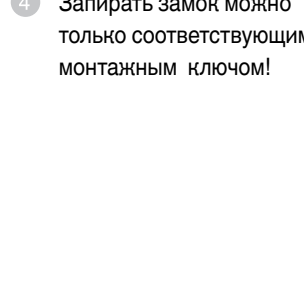 4 Запирать замок можно
только соответствующим
монтажным ключом!